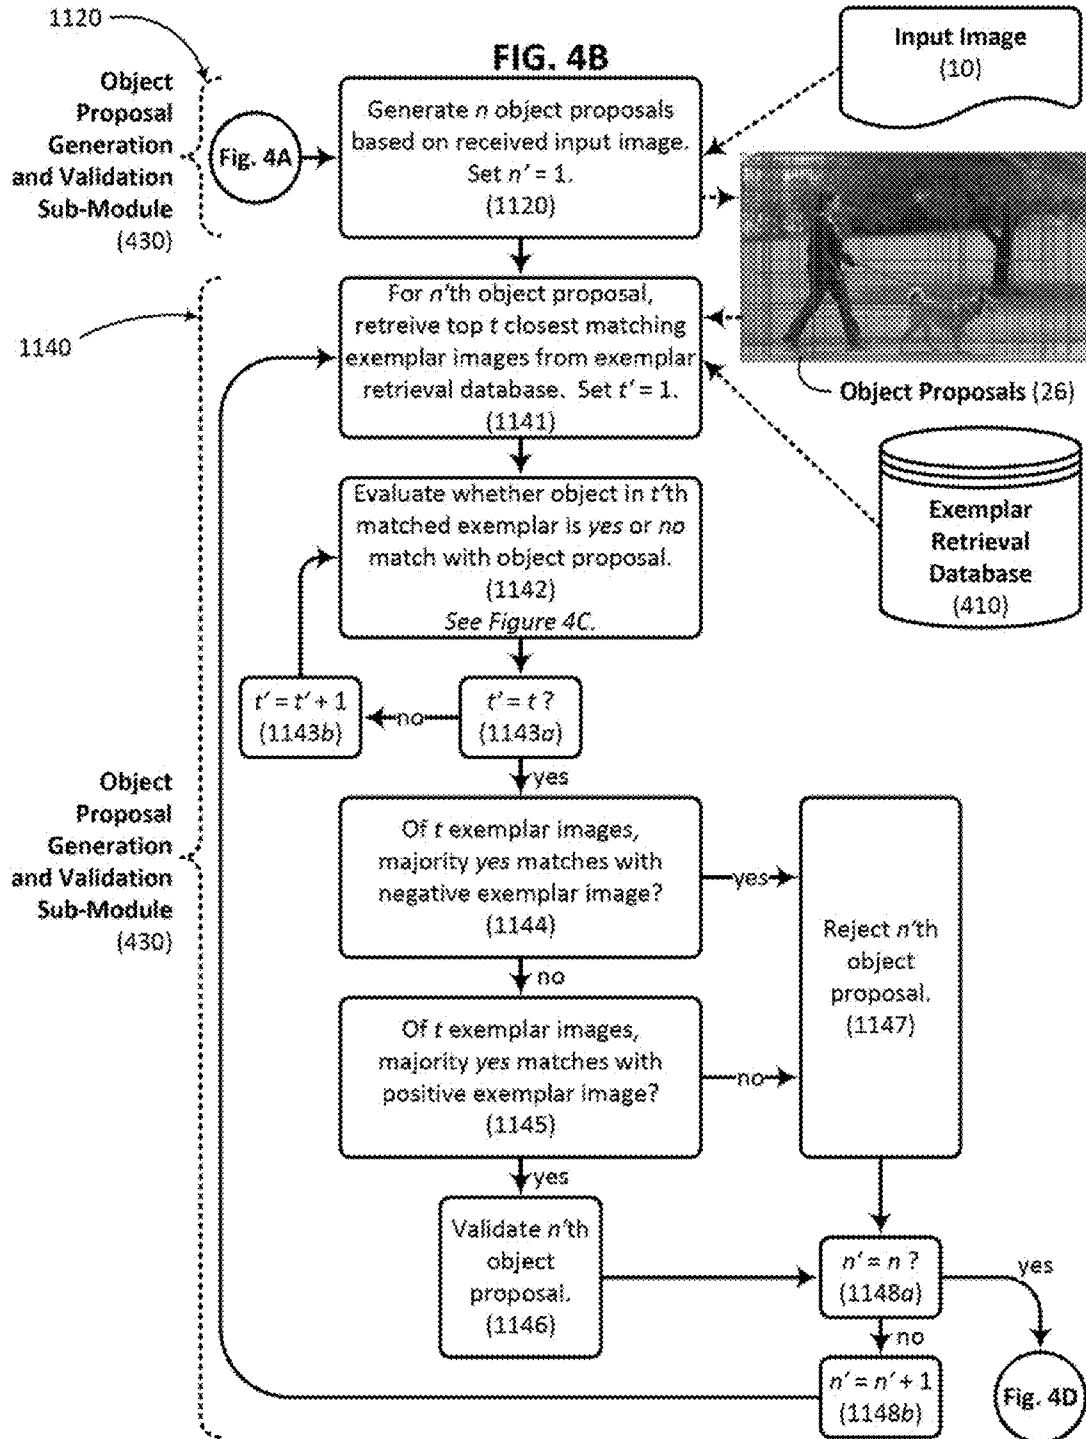 1120
FIG. 4B
Object
Proposal
Generation
and Validation
Sub-Module
(430)
Fig. 4A
Generate n object proposals
based on received input image.
Set n' = 1.
(1120)
Input Image
(10)
1140
For n'th object proposal,
retreive top t closest matching
exemplar images from exemplar
retrieval database. Set t' = 1.
(1141)
Object Proposals (26)
Evaluate whether object in t'th
matched exemplar is yes or no
match with object proposal.
(1142)
See Figure 4C.
Exemplar
Retrieval
Database
(410)
t' = t' + 1
(1143b)
no
t' = t ?
(1143a)
yes
Object
Proposal
Generation
and Validation
Sub-Module
(430)
Of t exemplar images,
majority yes matches with
negative exemplar image?
(1144)
yes
no
Of t exemplar images,
majority yes matches with
positive exemplar image?
(1145)
no
yes
Reject n'th
object
proposal.
(1147)
Validate n'th
object
proposal.
(1146)
n' = n ?
(1148a)
yes
no
n' = n' + 1
(1148b)
Fig. 4D